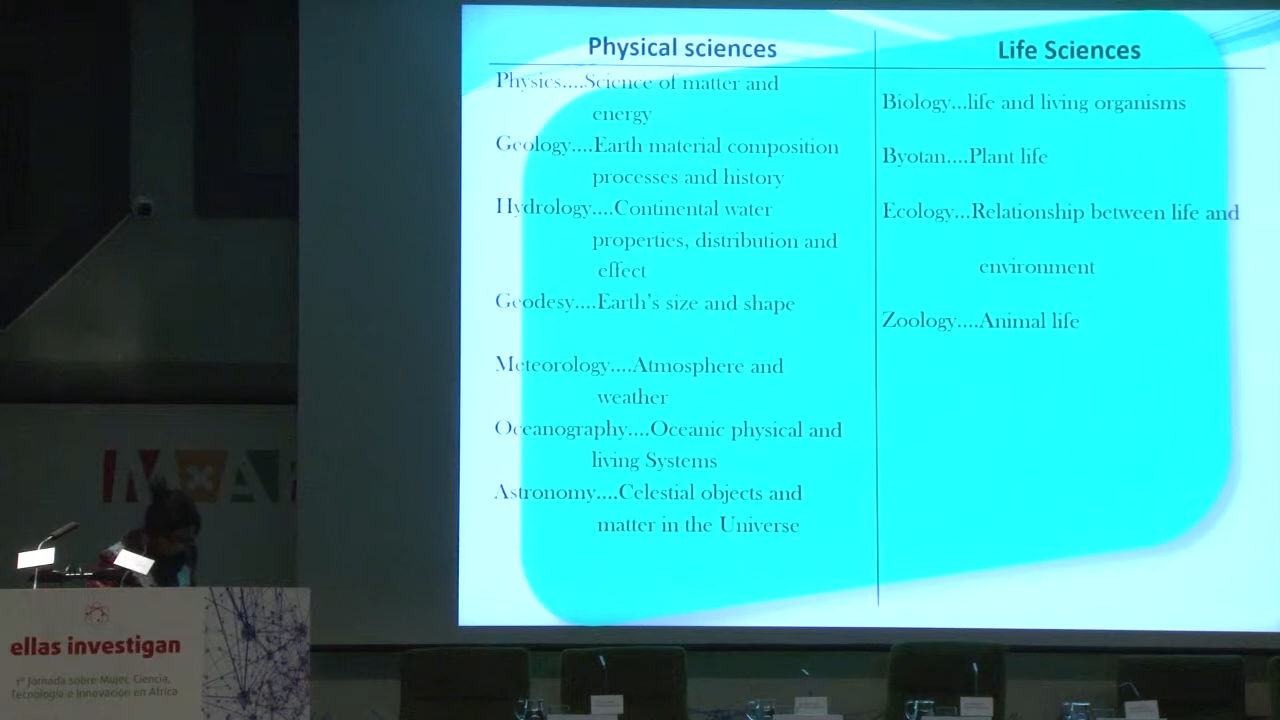 Physical sciences
Physics....Science of matter and
energy
Geology....Earth material composition
processes and history
Hydrology....Continental water
properties, distribution and
effect
Geodesy....Earth's size and shape
Meteorology....Atmosphere and
weather
Oceanography....Oceanic physical and
living Systems
Astronomy....Celestial objects and
matter in the Universe
Life Sciences
Biology...life and living organisms
Byotan....Plant life
Ecology...Relationship between life and
environment
Zoology....Animal life
M×A
ellas investigan
1ª Jornada sobre Mujer, Ciencia,
Tecnología e Innovación en África